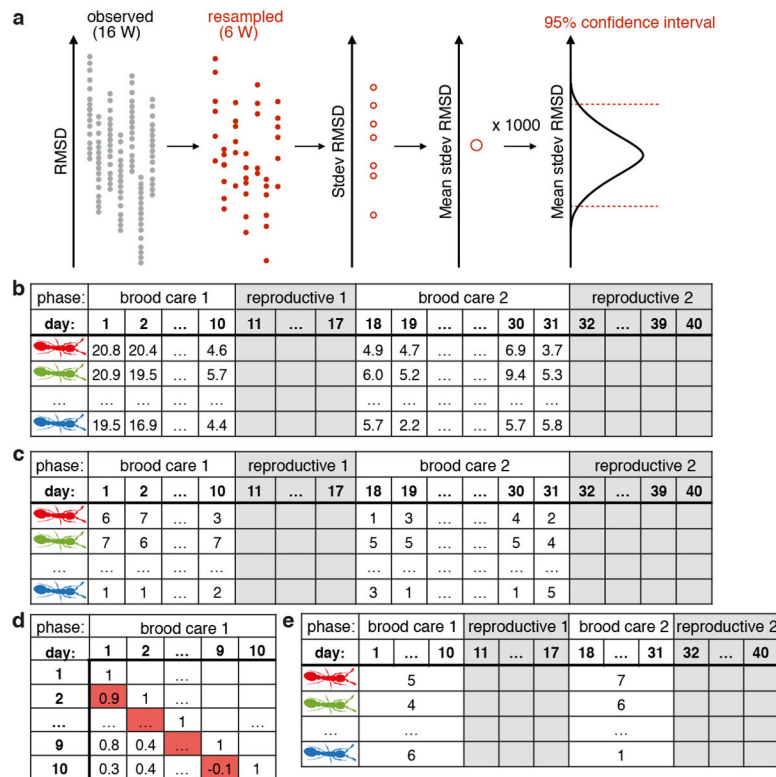 a
observed
(16 W)
resampled
(6 W)
95% confidence interval
RMSD
Stdev RMSD
Mean stdev RMSD
x 1000
Mean stdev RMSD
b
phase: brood care 1 reproductive 1 brood care 2 reproductive 2
day: 1 2 ... 10 11 ... 17 18 19 ... ... 30 31 32 ... 39 40
20.8 20.4 ... 4.6 4.9 4.7 ... ... 6.9 3.7
20.9 19.5 ... 5.7 6.0 5.2 ... ... 9.4 5.3
... ... ... ... ... ... ... ... ... ...
19.5 16.9 ... 4.4 5.7 2.2 ... ... 5.7 5.8
c
phase: brood care 1 reproductive 1 brood care 2 reproductive 2
day: 1 2 ... 10 11 ... 17 18 19 ... ... 30 31 32 ... 39 40
6 7 ... 3 1 3 ... ... 4 2
7 6 ... 7 5 5 ... ... 5 4
... ... ... ... ... ... ... ... ... ... ...
1 1 ... 2 3 1 ... ... 1 5
d
phase: brood care 1
day: 1 2 ... 9 10
1 1 ...
2 0.9 1 ...
... ... ... 1 ...
9 0.8 0.4 ... 1
10 0.3 0.4 ... -0.1 1
e
phase: brood care 1 reproductive 1 brood care 2 reproductive 2
day: 1 ... 10 11 ... 17 18 ... 31 32 ... 40
5 7
4 6
... ... ...
6 1